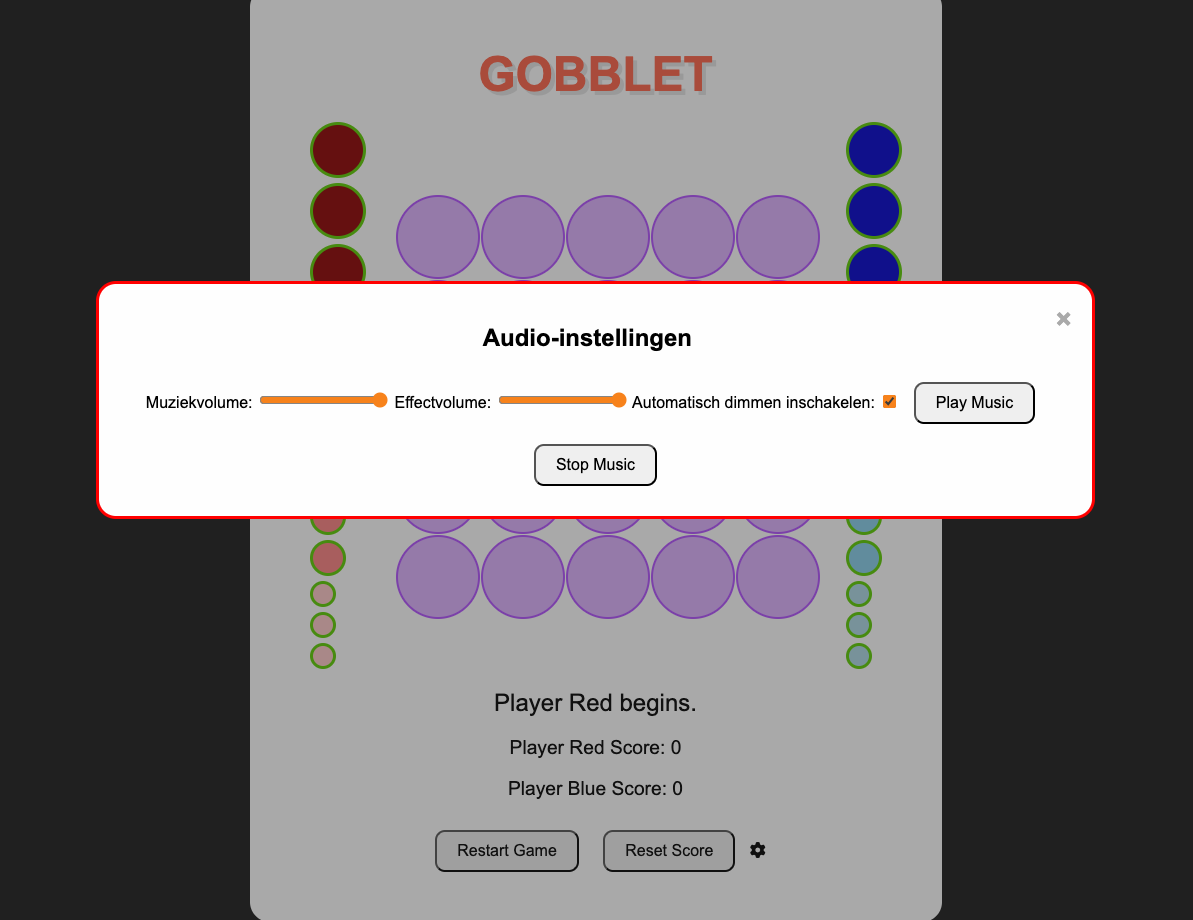 GOBBLET
Audio-instellingen
Muziekvolume: Effectvolume: Automatisch dimmen inschakelen: Play Music
Stop Music
Player Red begins.
Player Red Score: 0
Player Blue Score: 0
Restart Game Reset Score